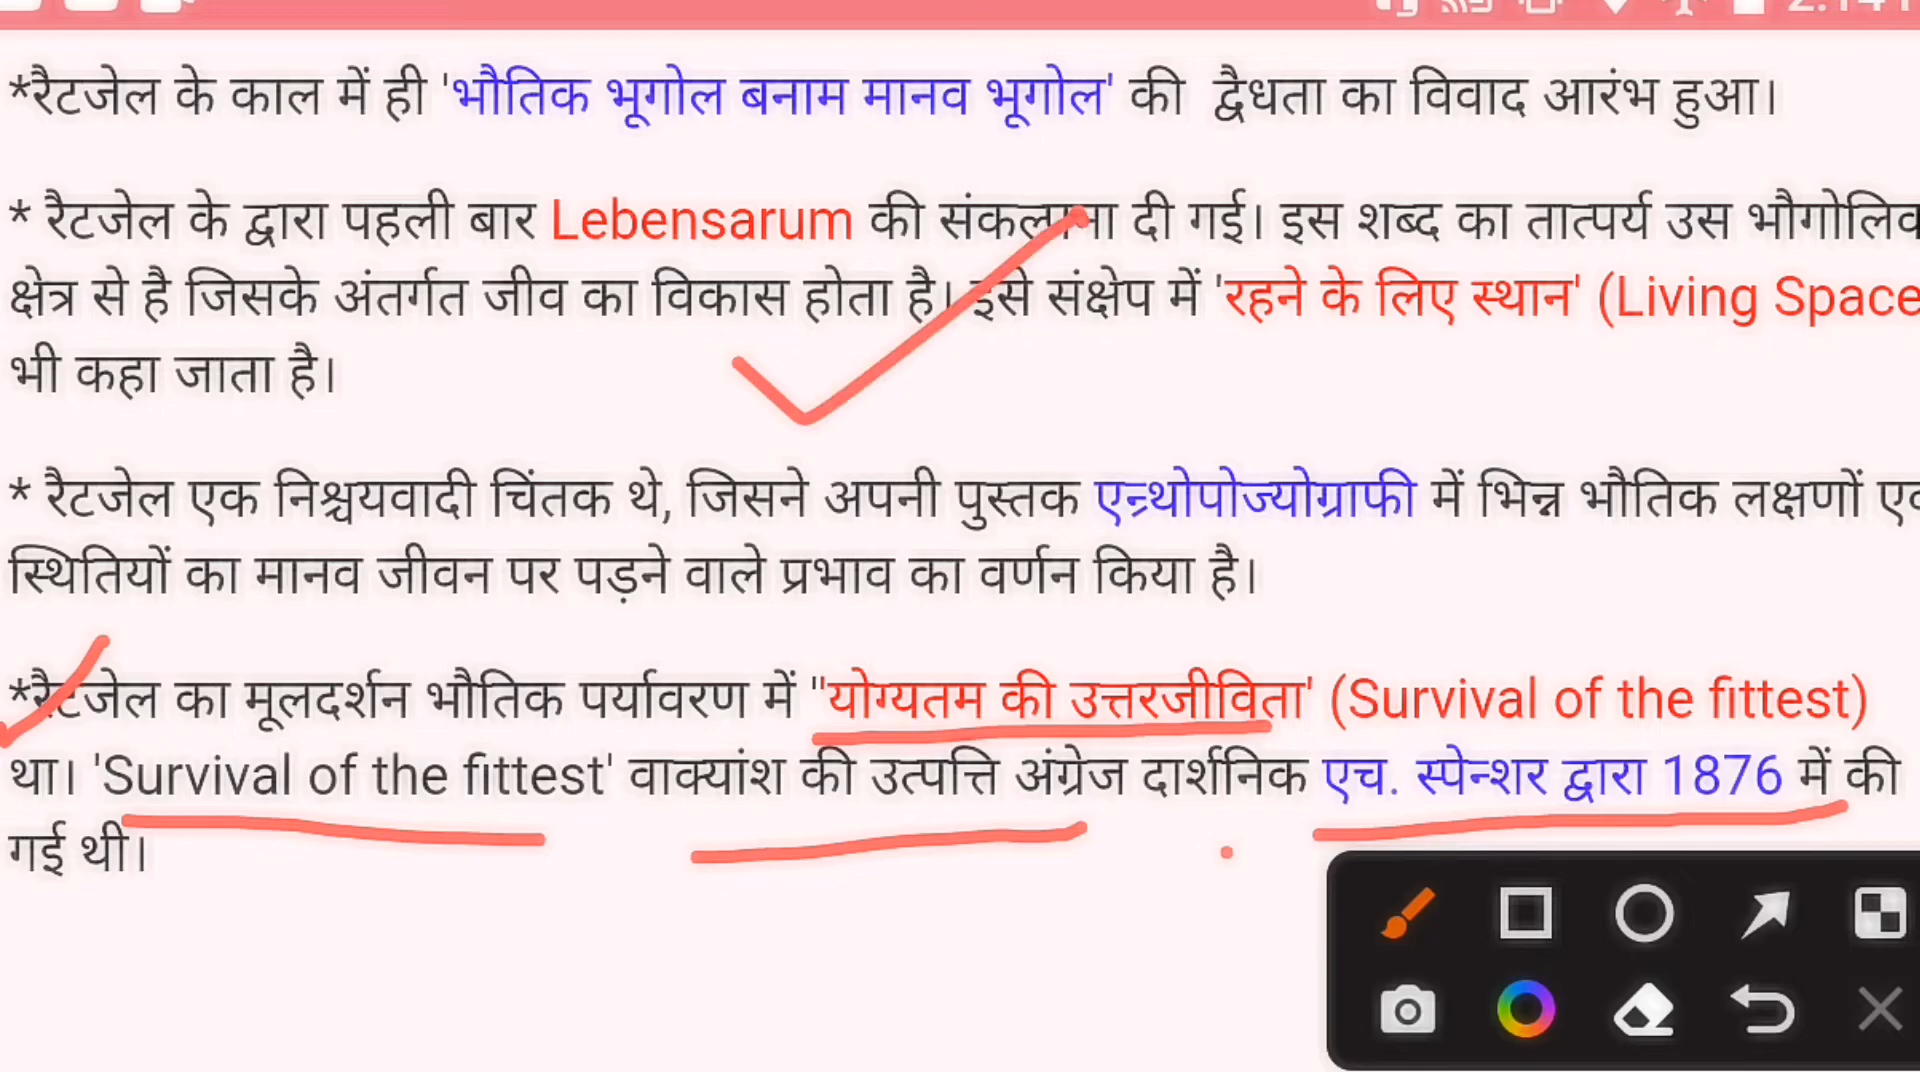 *रैटजेल के काल में ही 'भौतिक भूगोल बनाम मानव भूगोल' की द्वैधता का विवाद आरंभ हुआ।
* रैटजेल के द्वारा पहली बार Lebensarum की संकल्पना दी गई। इस शब्द का तात्पर्य उस भौगोलिक
क्षेत्र से है जिसके अंतर्गत जीव का विकास होता है। इसे संक्षेप में 'रहने के लिए स्थान' (Living Space
भी कहा जाता है।
* रैटजेल एक निश्चयवादी चिंतक थे, जिसने अपनी पुस्तक एन्थ्रोपोज्योग्राफी में भिन्न भौतिक लक्षणों एवं
स्थितियों का मानव जीवन पर पड़ने वाले प्रभाव का वर्णन किया है।
*रैटजेल का मूलदर्शन भौतिक पर्यावरण में "योग्यतम की उत्तरजीविता' (Survival of the fittest)
था। 'Survival of the fittest' वाक्यांश की उत्पत्ति अंग्रेज दार्शनिक एच. स्पेन्शर द्वारा 1876 में की
गई थी।